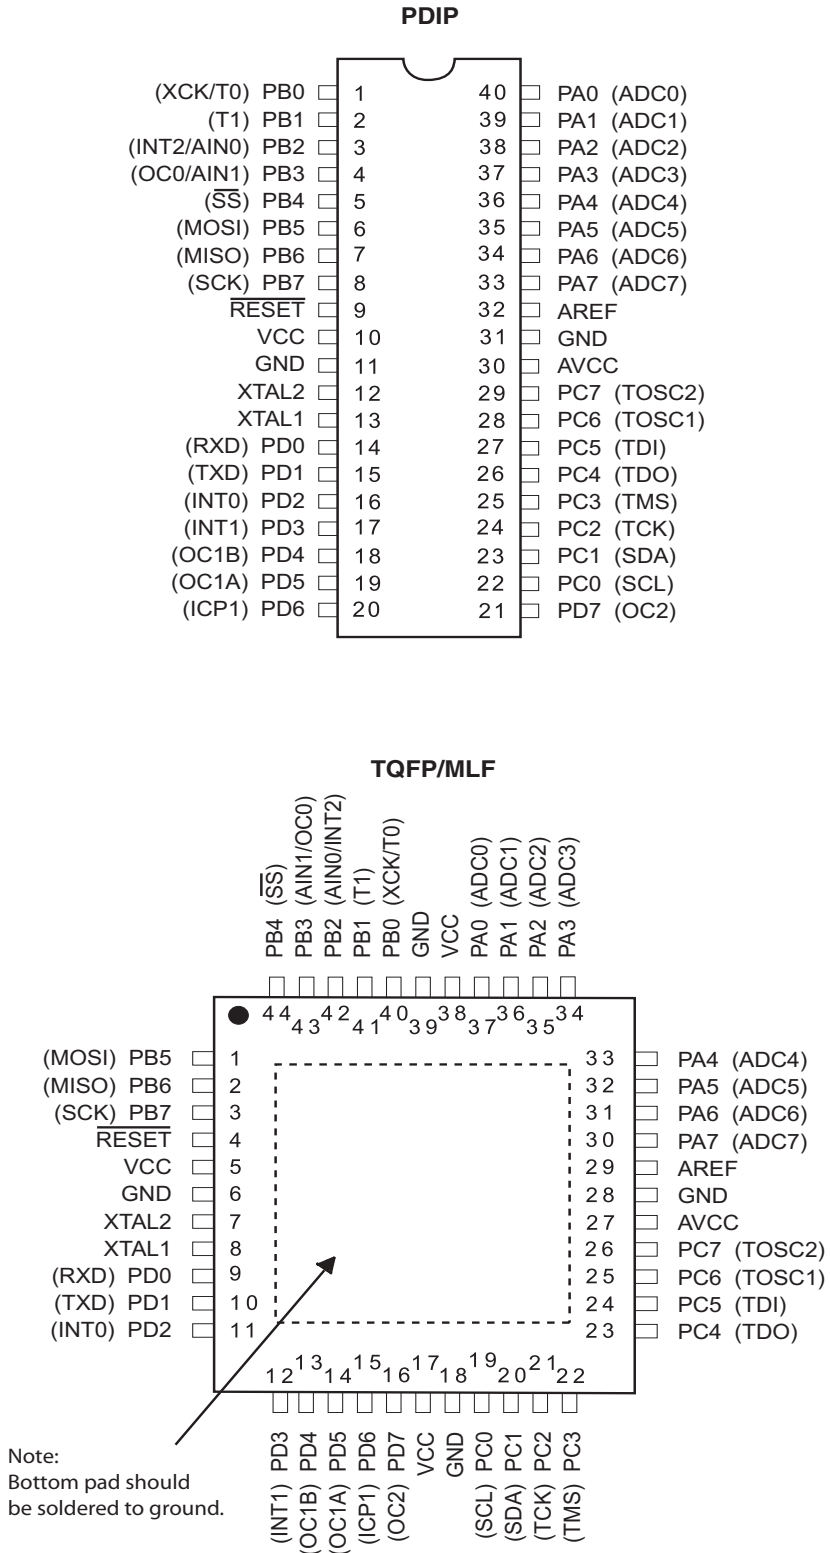 PDIP
(XCK/T0) PB0 1 40 PA0 (ADC0)
(T1) PB1 2 39 PA1 (ADC1)
(INT2/AIN0) PB2 3 38 PA2 (ADC2)
(OC0/AIN1) PB3 4 37 PA3 (ADC3)
(SS) PB4 5 36 PA4 (ADC4)
(MOSI) PB5 6 35 PA5 (ADC5)
(MISO) PB6 7 34 PA6 (ADC6)
(SCK) PB7 8 33 PA7 (ADC7)
RESET 9 32 AREF
VCC 10 31 GND
GND 11 30 AVCC
XTAL2 12 29 PC7 (TOSC2)
XTAL1 13 28 PC6 (TOSC1)
(RXD) PD0 14 27 PC5 (TDI)
(TXD) PD1 15 26 PC4 (TDO)
(INT0) PD2 16 25 PC3 (TMS)
(INT1) PD3 17 24 PC2 (TCK)
(OC1B) PD4 18 23 PC1 (SDA)
(OC1A) PD5 19 22 PC0 (SCL)
(ICP1) PD6 20 21 PD7 (OC2)
TQFP/MLF
PB4 (SS)
PB3 (AIN1/OC0)
PB2 (AIN0/INT2)
PB1 (T1)
PB0 (XCK/T0)
GND
VCC
PA0 (ADC0)
PA1 (ADC1)
PA2 (ADC2)
PA3 (ADC3)
44 43 42 41 40 39 38 37 36 35 34
(MOSI) PB5 1 33 PA4 (ADC4)
(MISO) PB6 2 32 PA5 (ADC5)
(SCK) PB7 3 31 PA6 (ADC6)
RESET 4 30 PA7 (ADC7)
VCC 5 29 AREF
GND 6 28 GND
XTAL2 7 27 AVCC
XTAL1 8 26 PC7 (TOSC2)
(RXD) PD0 9 25 PC6 (TOSC1)
(TXD) PD1 10 24 PC5 (TDI)
(INT0) PD2 11 23 PC4 (TDO)
12 13 14 15 16 17 18 19 20 21 22
(INT1) PD3
(OC1B) PD4
(OC1A) PD5
(ICP1) PD6
(OC2) PD7
VCC
GND
(SCL) PC0
(SDA) PC1
(TCK) PC2
(TMS) PC3
Note:
Bottom pad should
be soldered to ground.